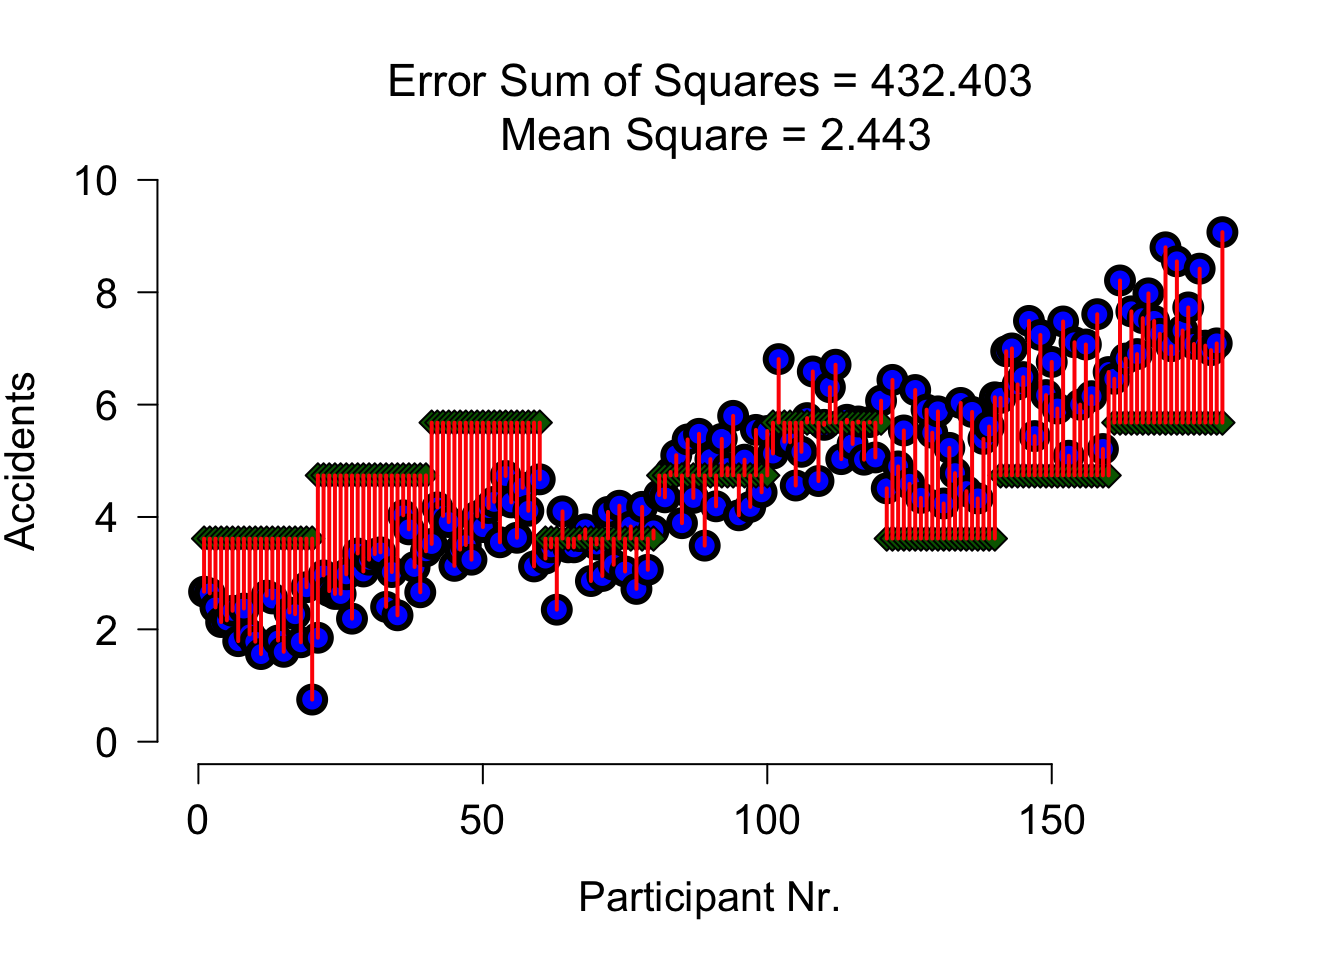 Error Sum of Squares = 432.403
Mean Square = 2.443
10
8
6
4
2
0
Accidents
0 50 100 150
Participant Nr.